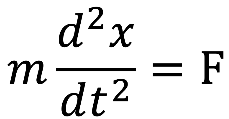 m d²x/dt² = F